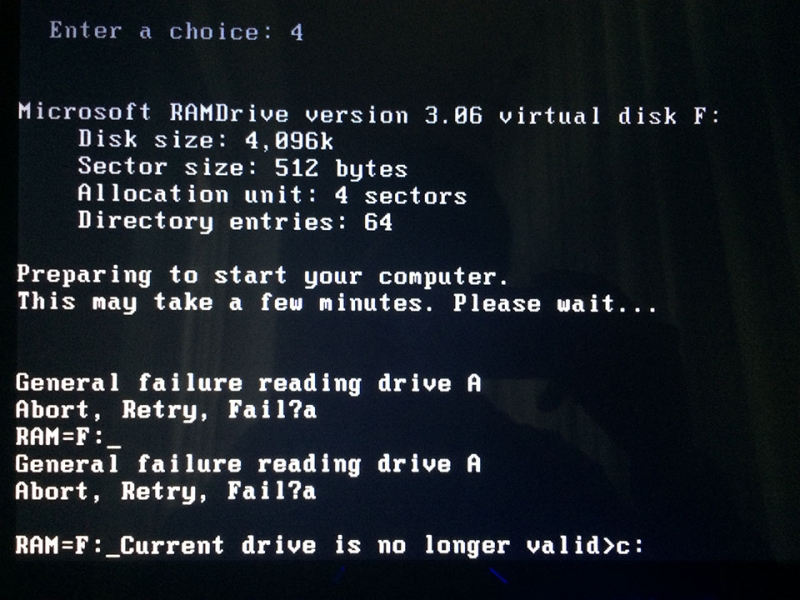 Enter a choice: 4
Microsoft RAMDrive version 3.06 virtual disk F:
Disk size: 4,096k
Sector size: 512 bytes
Allocation unit: 4 sectors
Directory entries: 64
Preparing to start your computer.
This may take a few minutes. Please wait...
General failure reading drive A
Abort, Retry, Fail?a
RAM=F:_
General failure reading drive A
Abort, Retry, Fail?a
RAM=F:_Current drive is no longer valid>c: